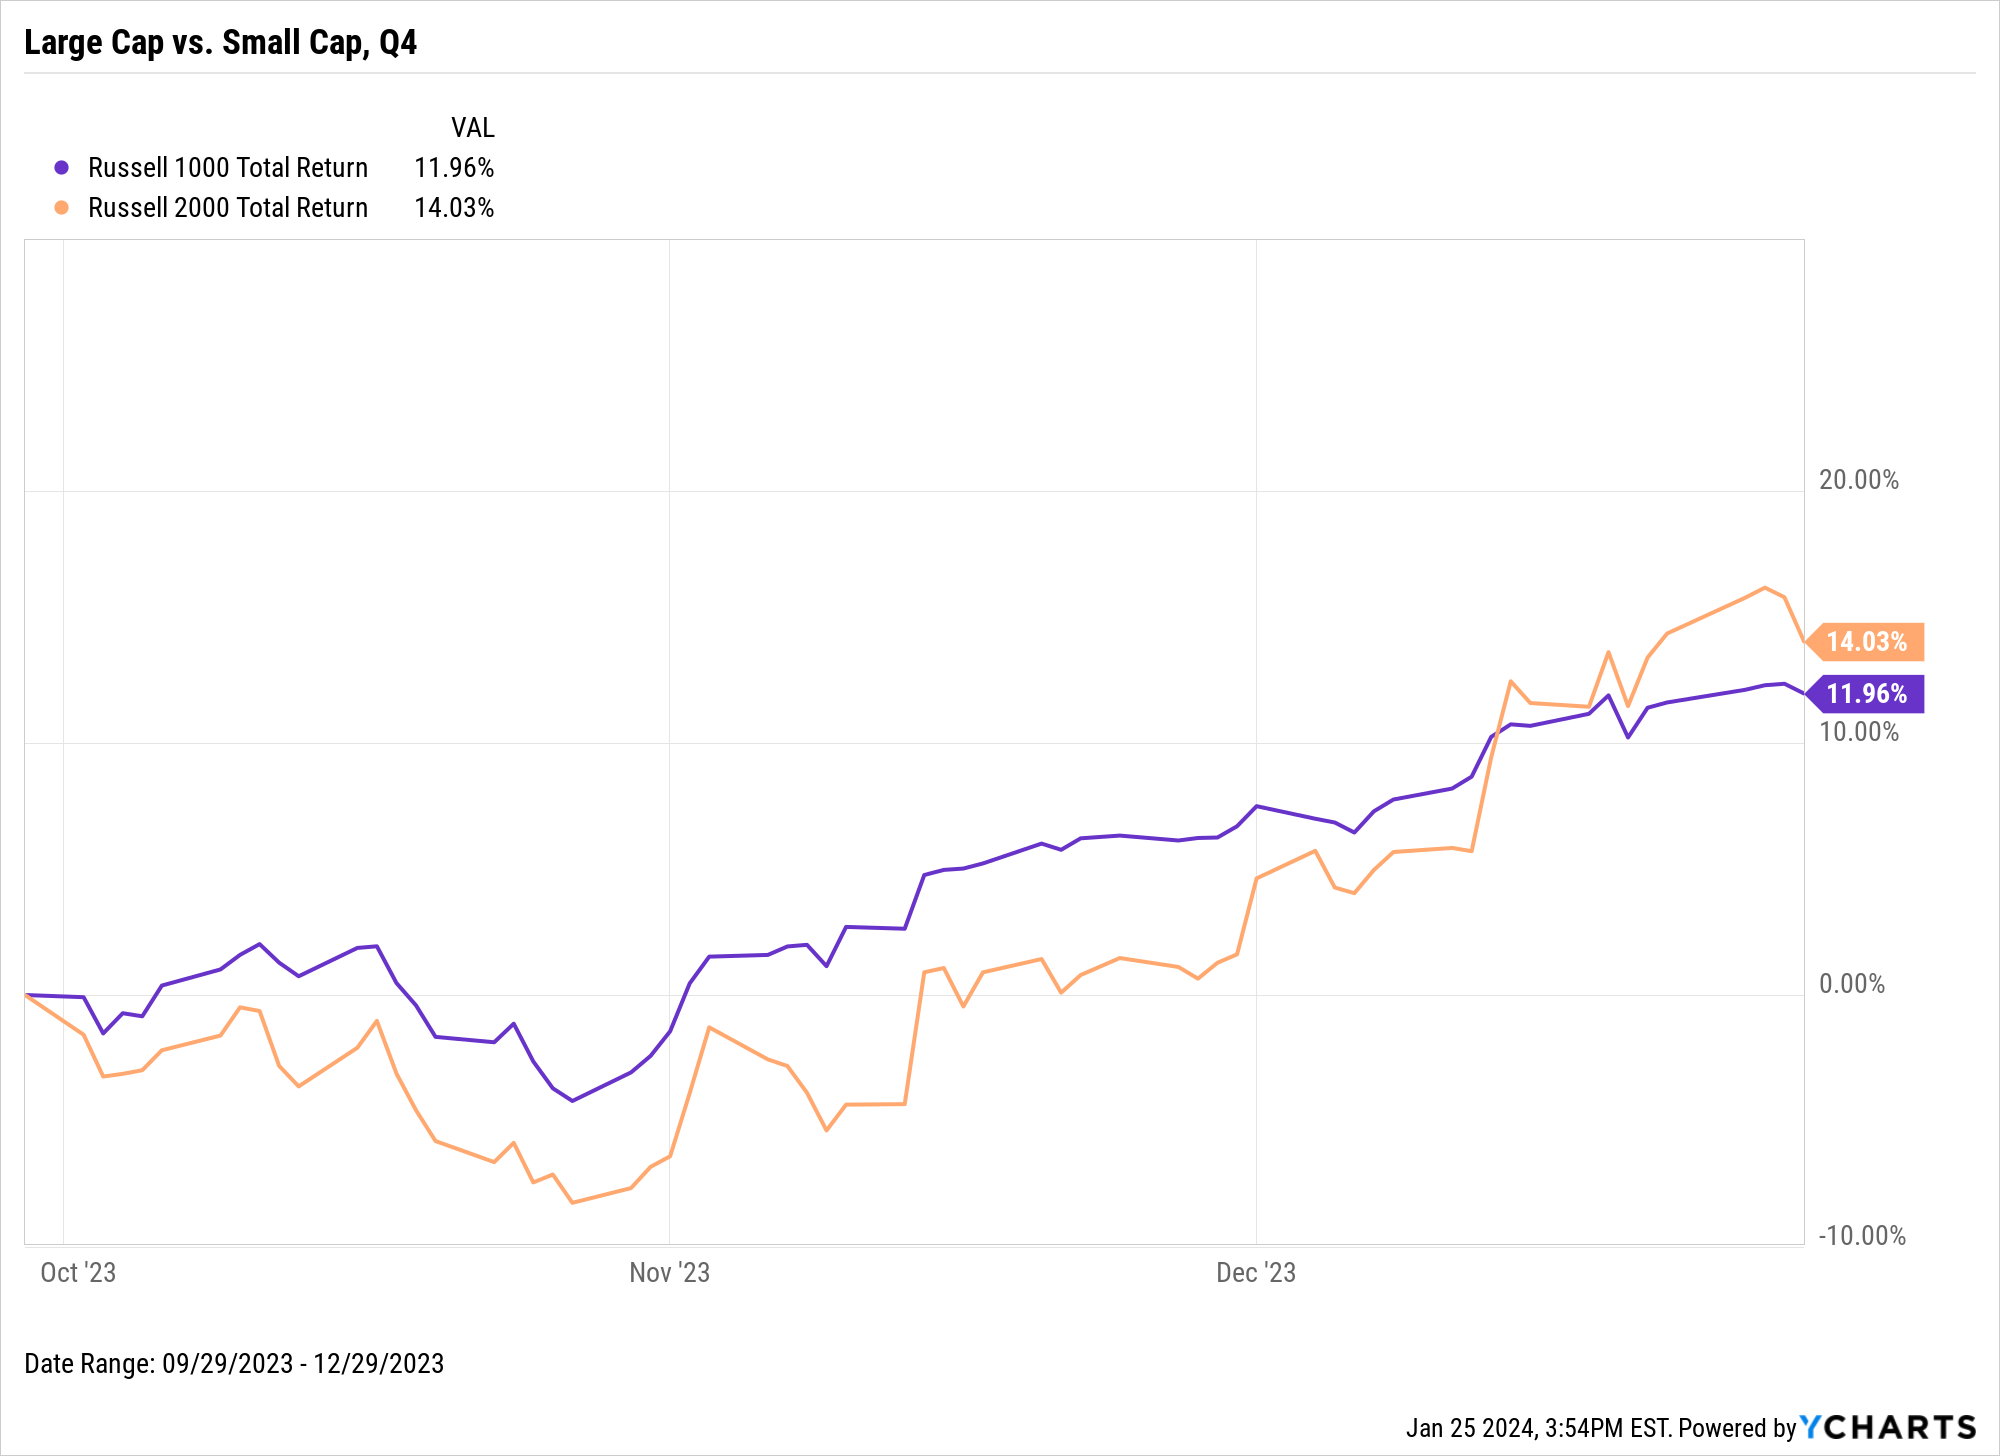 Large Cap vs. Small Cap, Q4
VAL
Russell 1000 Total Return 11.96%
Russell 2000 Total Return 14.03%
20.00%
14.03%
11.96%
10.00%
0.00%
-10.00%
Oct '23 Nov '23 Dec '23
Date Range: 09/29/2023 - 12/29/2023
Jan 25 2024, 3:54PM EST. Powered by YCHARTS